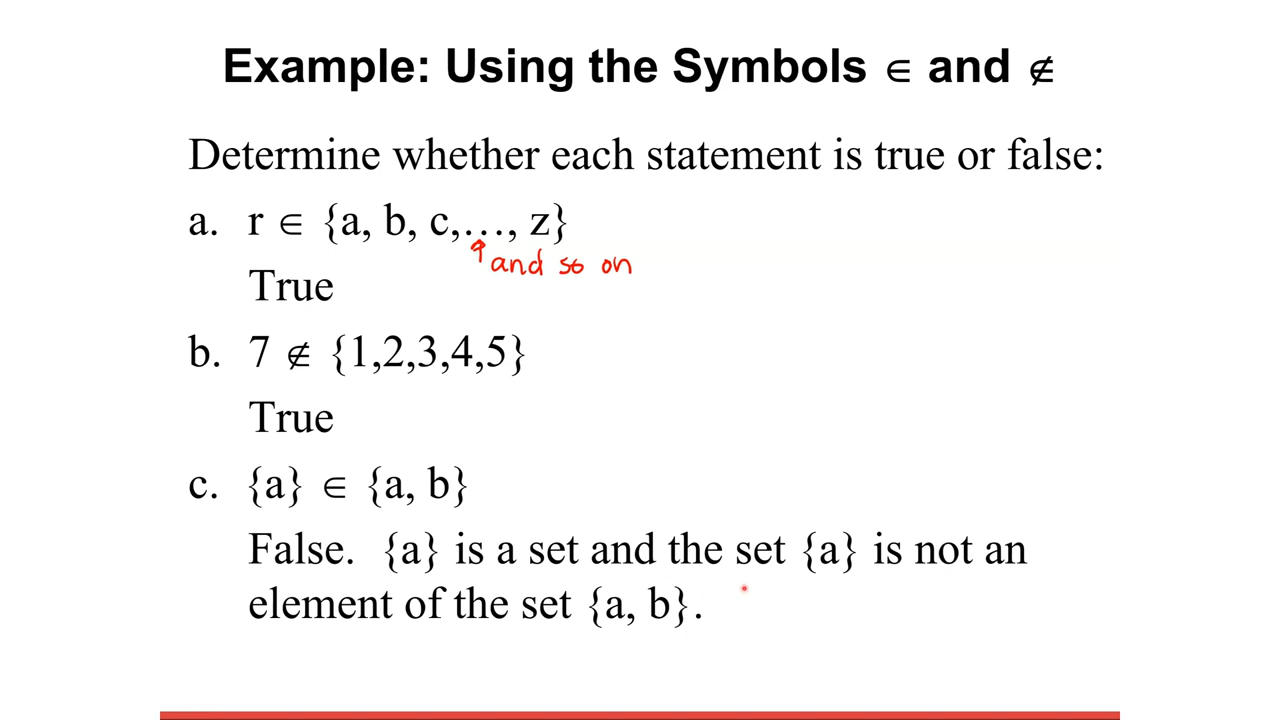 Example: Using the Symbols ∈ and ∉
Determine whether each statement is true or false:
a. r ∈ {a, b, c,…, z}
and so on
True
b. 7 ∉ {1,2,3,4,5}
True
c. {a} ∈ {a, b}
False. {a} is a set and the set {a} is not an
element of the set {a, b}.